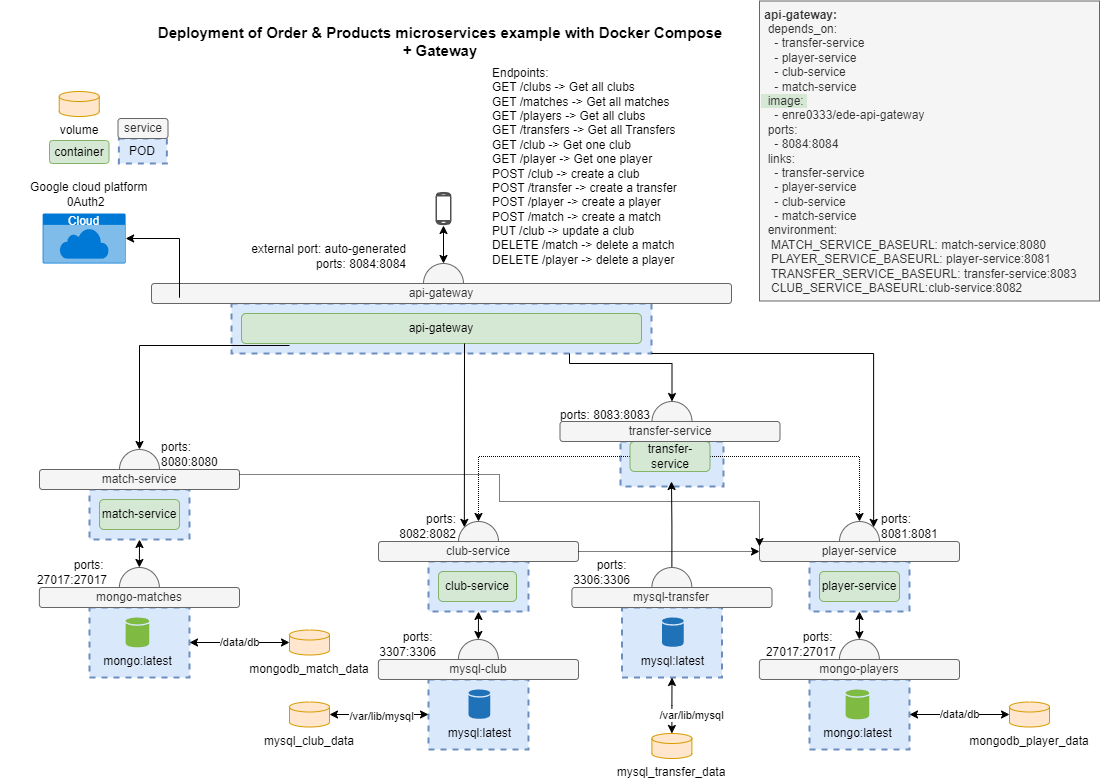 Deployment of Order & Products microservices example with Docker Compose
+ Gateway
Endpoints:
GET /clubs -> Get all clubs
GET /matches -> Get all matches
GET /players -> Get all clubs
GET /transfers -> Get all Transfers
GET /club -> Get one club
GET /player -> Get one player
POST /club -> create a club
POST /transfer -> create a transfer
POST /player -> create a player
POST /match -> create a match
PUT /club -> update a club
DELETE /match -> delete a match
DELETE /player -> delete a player
api-gateway:
depends_on:
- transfer-service
- player-service
- club-service
- match-service
image:
- enre0333/ede-api-gateway
ports:
- 8084:8084
links:
- transfer-service
- player-service
- club-service
- match-service
environment:
MATCH_SERVICE_BASEURL: match-service:8080
PLAYER_SERVICE_BASEURL: player-service:8081
TRANSFER_SERVICE_BASEURL: transfer-service:8083
CLUB_SERVICE_BASEURL:club-service:8082
volume
service
container
POD
Google cloud platform
0Auth2
Cloud
external port: auto-generated
ports: 8084:8084
api-gateway
api-gateway
ports: 8083:8083
transfer-service
transfer-
service
ports:
8080:8080
match-service
match-service
ports:
27017:27017
mongo-matches
mongo:latest
/data/db
mongodb_match_data
ports:
8082:8082
club-service
club-service
ports:
3307:3306
mysql-club
mysql:latest
/var/lib/mysql
mysql_club_data
ports:
3306:3306
mysql-transfer
mysql:latest
/var/lib/mysql
mysql_transfer_data
ports:
8081:8081
player-service
player-service
ports:
27017:27017
mongo-players
mongo:latest
/data/db
mongodb_player_data